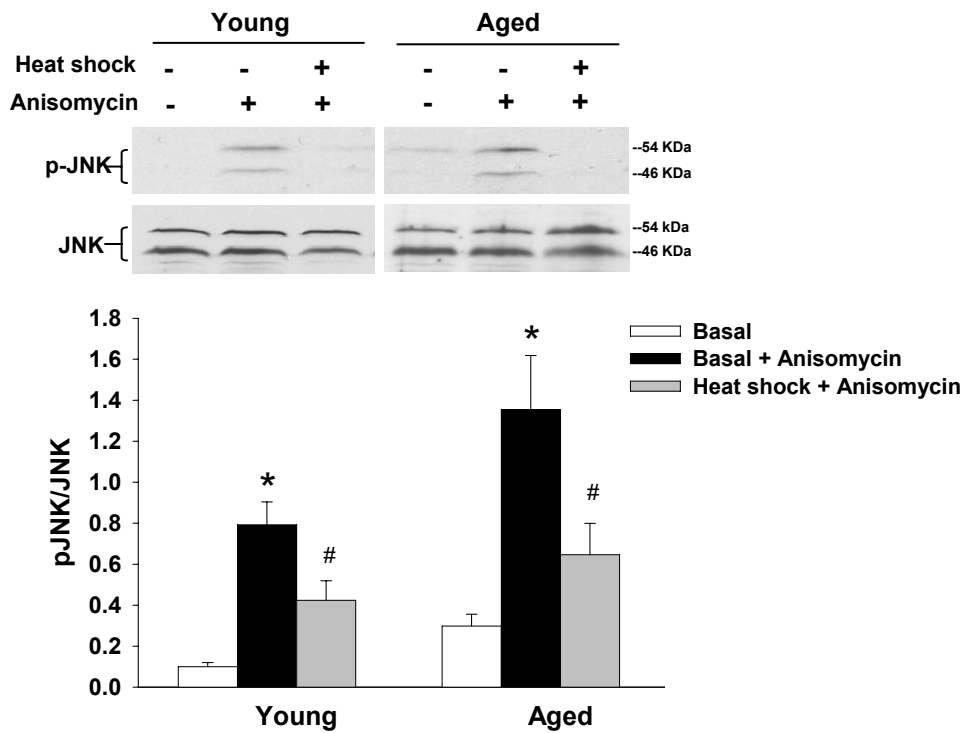 Young Aged
Heat shock - - + - - +
Anisomycin - + + - + +
p-JNK --54 KDa
--46 KDa
JNK --54 kDa
--46 KDa
1.8
1.6
1.4
1.2
1.0
0.8
0.6
0.4
0.2
0.0
pJNK/JNK
* # * #
Basal
Basal + Anisomycin
Heat shock + Anisomycin
Young Aged